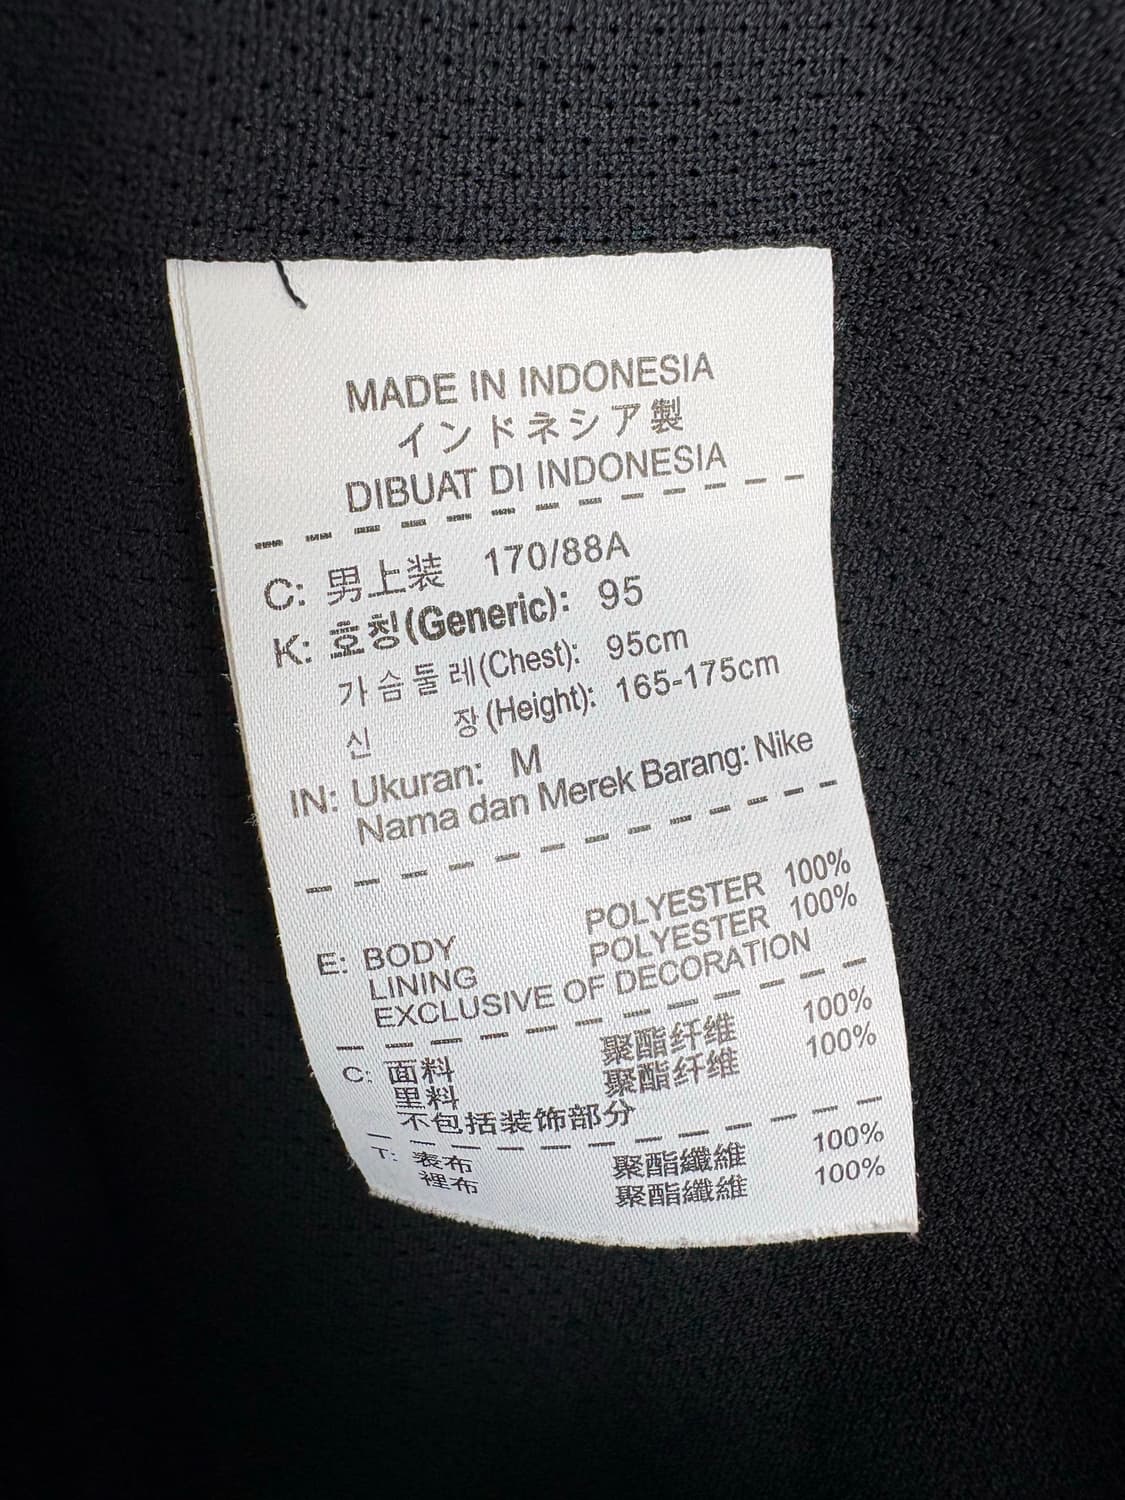 MADE IN INDONESIA
インドネシア製
DIBUAT DI INDONESIA
C: 男上装 170/88A
K: 호칭(Generic): 95
가슴둘레(Chest): 95cm
신 장(Height): 165-175cm
IN: Ukuran: M
Nama dan Merek Barang: Nike
E: BODY POLYESTER 100%
LINING POLYESTER 100%
EXCLUSIVE OF DECORATION
C: 面料 聚酯纤维 100%
里料 聚酯纤维 100%
不包括装饰部分
T: 表布 聚酯纖維 100%
裡布 聚酯纖維 100%